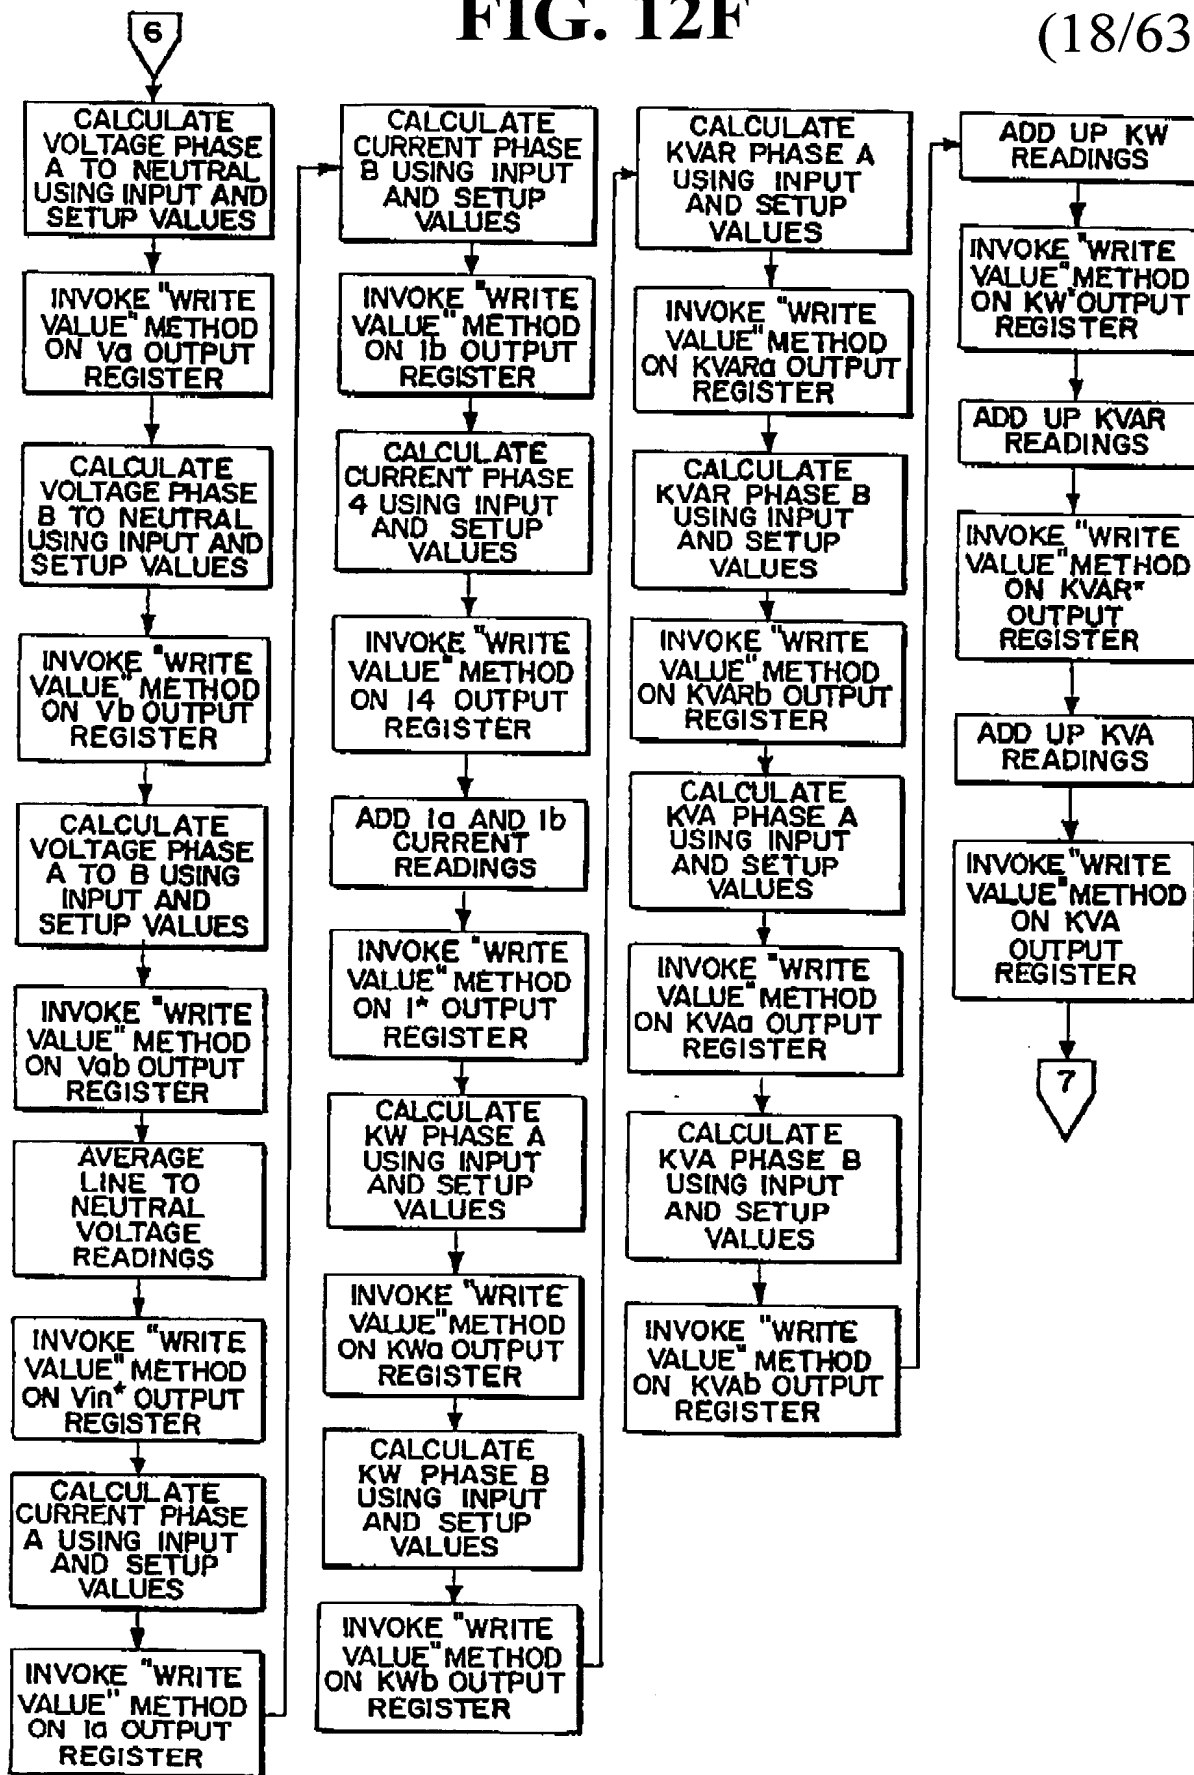 FIG. 12F
(18/63
6
CALCULATE
VOLTAGE PHASE
A TO NEUTRAL
USING INPUT AND
SETUP VALUES
INVOKE "WRITE
VALUE" METHOD
ON Va OUTPUT
REGISTER
CALCULATE
VOLTAGE PHASE
B TO NEUTRAL
USING INPUT AND
SETUP VALUES
INVOKE "WRITE
VALUE" METHOD
ON Vb OUTPUT
REGISTER
CALCULATE
VOLTAGE PHASE
A TO B USING
INPUT AND
SETUP VALUES
INVOKE "WRITE
VALUE" METHOD
ON Vab OUTPUT
REGISTER
AVERAGE
LINE TO
NEUTRAL
VOLTAGE
READINGS
INVOKE "WRITE
VALUE" METHOD
ON Vin* OUTPUT
REGISTER
CALCULATE
CURRENT PHASE
A USING INPUT
AND SETUP
VALUES
INVOKE "WRITE
VALUE" METHOD
ON Ia OUTPUT
REGISTER
CALCULATE
CURRENT PHASE
B USING INPUT
AND SETUP
VALUES
INVOKE "WRITE
VALUE" METHOD
ON Ib OUTPUT
REGISTER
CALCULATE
CURRENT PHASE
4 USING INPUT
AND SETUP
VALUES
INVOKE "WRITE
VALUE" METHOD
ON I4 OUTPUT
REGISTER
ADD Ia AND Ib
CURRENT
READINGS
INVOKE "WRITE
VALUE" METHOD
ON I* OUTPUT
REGISTER
CALCULATE
KW PHASE A
USING INPUT
AND SETUP
VALUES
INVOKE "WRITE
VALUE" METHOD
ON KWa OUTPUT
REGISTER
CALCULATE
KW PHASE B
USING INPUT
AND SETUP
VALUES
INVOKE "WRITE
VALUE" METHOD
ON KWb OUTPUT
REGISTER
CALCULATE
KVAR PHASE A
USING INPUT
AND SETUP
VALUES
INVOKE "WRITE
VALUE" METHOD
ON KVARa OUTPUT
REGISTER
CALCULATE
KVAR PHASE B
USING INPUT
AND SETUP
VALUES
INVOKE "WRITE
VALUE" METHOD
ON KVARb OUTPUT
REGISTER
CALCULATE
KVA PHASE A
USING INPUT
AND SETUP
VALUES
INVOKE "WRITE
VALUE" METHOD
ON KVAa OUTPUT
REGISTER
CALCULATE
KVA PHASE B
USING INPUT
AND SETUP
VALUES
INVOKE "WRITE
VALUE" METHOD
ON KVAb OUTPUT
REGISTER
ADD UP KW
READINGS
INVOKE "WRITE
VALUE" METHOD
ON KW* OUTPUT
REGISTER
ADD UP KVAR
READINGS
INVOKE "WRITE
VALUE" METHOD
ON KVAR*
OUTPUT
REGISTER
ADD UP KVA
READINGS
INVOKE "WRITE
VALUE" METHOD
ON KVA
OUTPUT
REGISTER
7